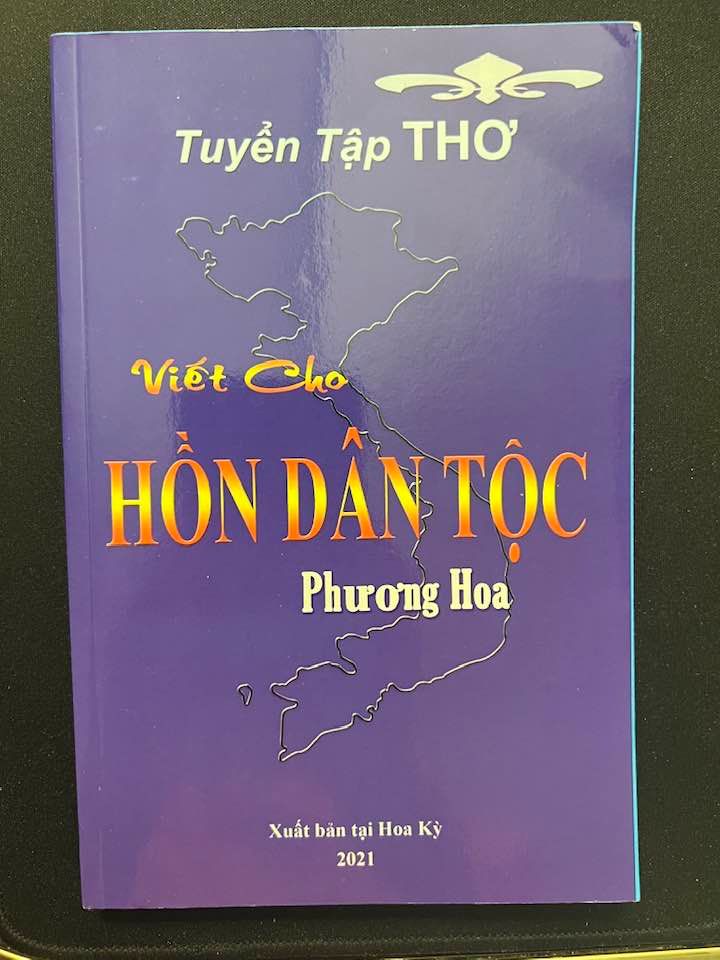 Tuyển Tập THƠ
Viết Cho
HỒN DÂN TỘC
Phương Hoa
Xuất bản tại Hoa Kỳ
2021